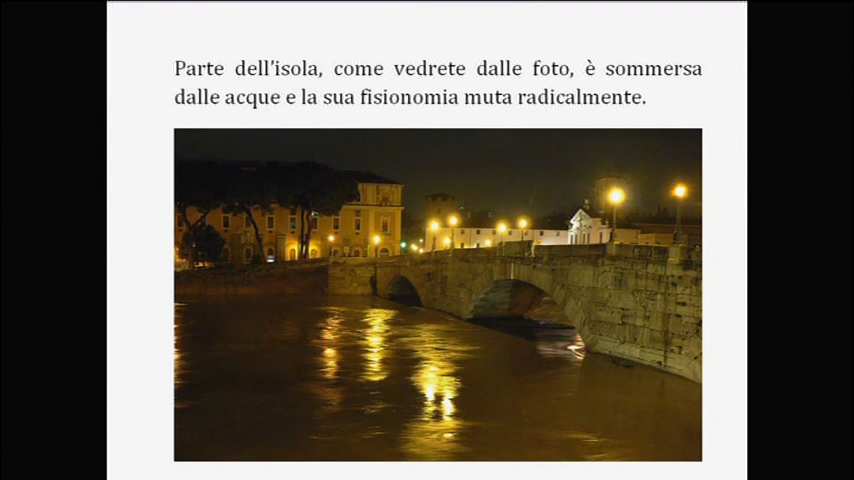 Parte dell’isola, come vedrete dalle foto, è sommersa
dalle acque e la sua fisionomia muta radicalmente.